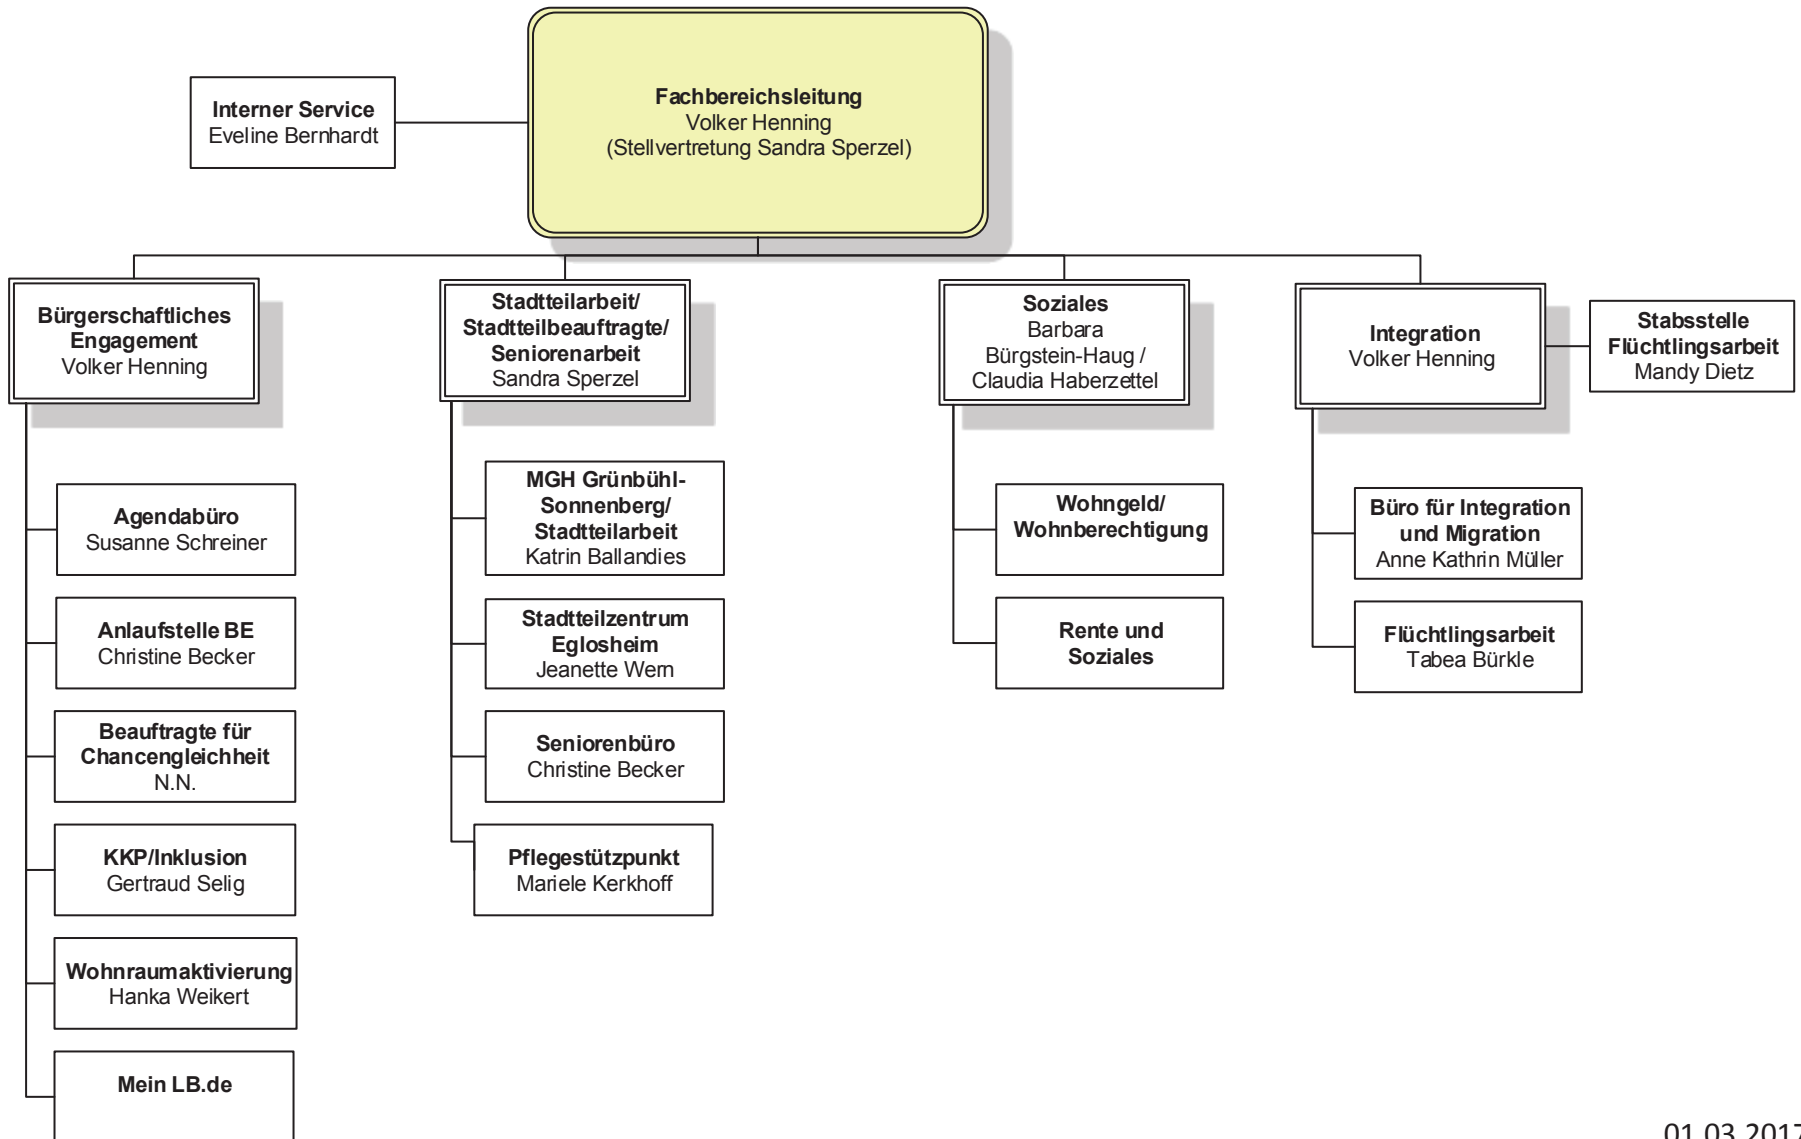 Fachbereichsleitung
Volker Henning
(Stellvertretung Sandra Sperzel)
Interner Service
Eveline Bernhardt
Bürgerschaftliches
Engagement
Volker Henning
Agendabüro
Susanne Schreiner
Anlaufstelle BE
Christine Becker
Beauftragte für
Chancengleichheit
N.N.
KKP/Inklusion
Gertraud Selig
Wohnraumaktivierung
Hanka Weikert
Mein LB.de
Stadtteilarbeit/
Stadtteilbeauftragte/
Seniorenarbeit
Sandra Sperzel
MGH Grünbühl-
Sonnenberg/
Stadtteilarbeit
Katrin Ballandies
Stadtteilzentrum
Eglosheim
Jeanette Wern
Seniorenbüro
Christine Becker
Pflegestützpunkt
Mariele Kerkhoff
Soziales
Barbara
Bürgstein-Haug /
Claudia Haberzettel
Wohngeld/
Wohnberechtigung
Rente und
Soziales
Integration
Volker Henning
Stabsstelle
Flüchtlingsarbeit
Mandy Dietz
Büro für Integration
und Migration
Anne Kathrin Müller
Flüchtlingsarbeit
Tabea Bürkle
01.03.2017